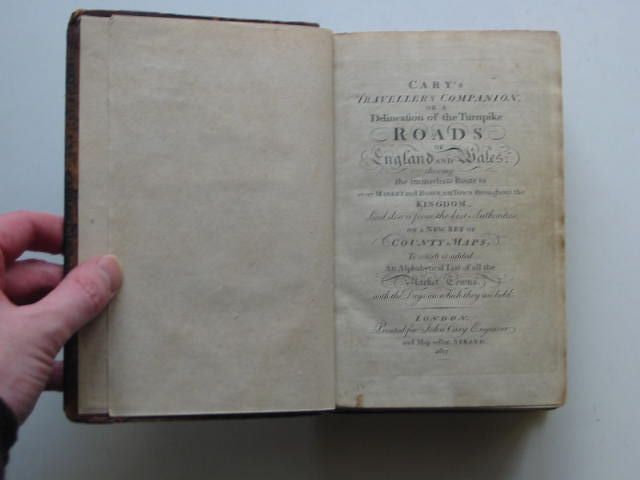 CARY'S
TRAVELLER'S COMPANION,
OR A
Delineation of the Turnpike
ROADS
OF
England AND Wales;
shewing
the immediate Route to
every MARKET and BOROUGH TOWN throughout the
KINGDOM,
Laid down from the best Authorities,
ON A NEW SET OF
COUNTY MAPS,
To which is added
An Alphabetical List of all the
Market Towns,
with the Days on which they are held.
LONDON,
Printed for John Cary, Engraver
and Map-seller, STRAND.